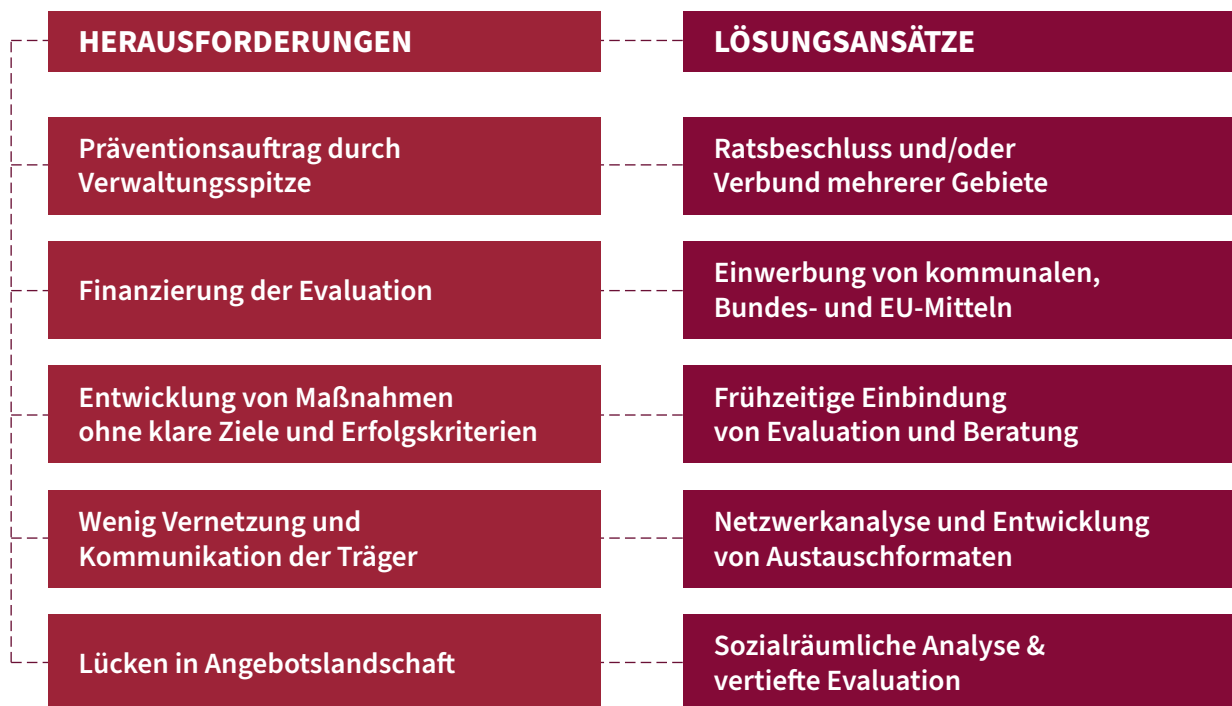 HERAUSFORDERUNGEN
LÖSUNGSANSÄTZE
Präventionsauftrag durch
Verwaltungsspitze
Ratsbeschluss und/oder
Verbund mehrerer Gebiete
Finanzierung der Evaluation
Einwerbung von kommunalen,
Bundes- und EU-Mitteln
Entwicklung von Maßnahmen
ohne klare Ziele und Erfolgskriterien
Frühzeitige Einbindung
von Evaluation und Beratung
Wenig Vernetzung und
Kommunikation der Träger
Netzwerkanalyse und Entwicklung
von Austauschformaten
Lücken in Angebotslandschaft
Sozialräumliche Analyse &
vertiefte Evaluation